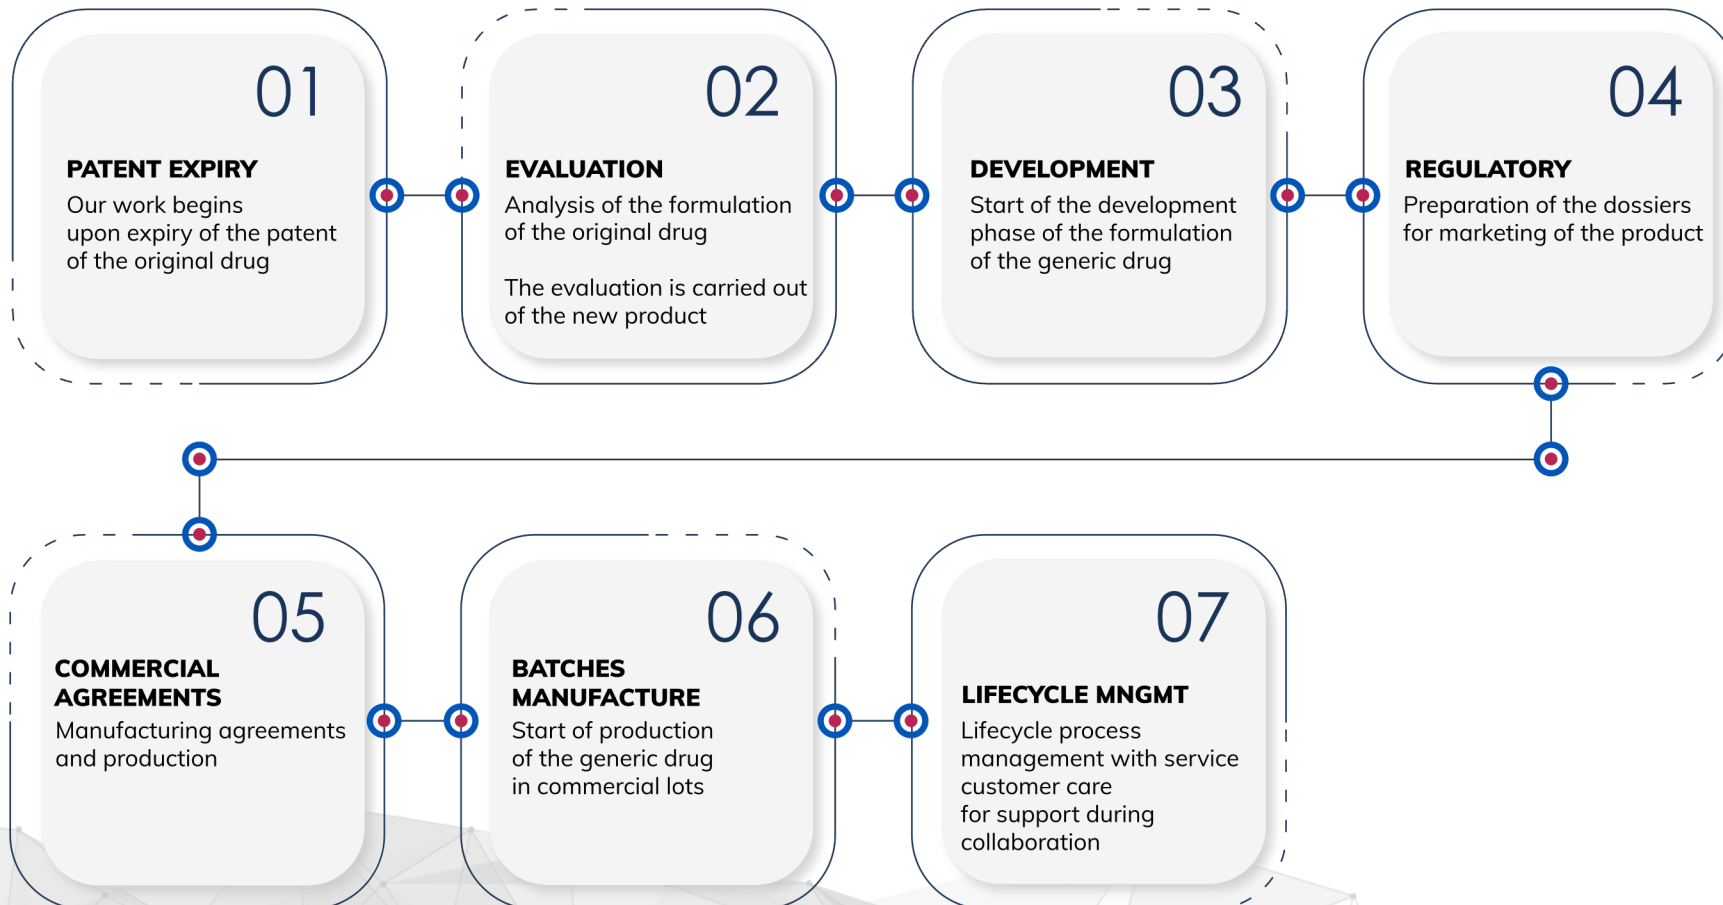 01
PATENT EXPIRY
Our work begins
upon expiry of the patent
of the original drug
02
EVALUATION
Analysis of the formulation
of the original drug
The evaluation is carried out
of the new product
03
DEVELOPMENT
Start of the development
phase of the formulation
of the generic drug
04
REGULATORY
Preparation of the dossiers
for marketing of the product
05
COMMERCIAL
AGREEMENTS
Manufacturing agreements
and production
06
BATCHES
MANUFACTURE
Start of production
of the generic drug
in commercial lots
07
LIFECYCLE MNGMT
Lifecycle process
management with service
customer care
for support during
collaboration